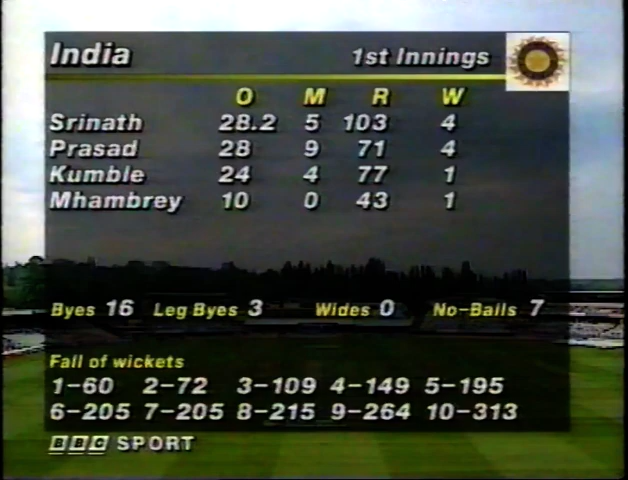 India 1st Innings
O M R W
Srinath 28.2 5 103 4
Prasad 28 9 71 4
Kumble 24 4 77 1
Mhambrey 10 0 43 1
Byes 16 Leg Byes 3 Wides 0 No-Balls 7
Fall of wickets
1-60 2-72 3-109 4-149 5-195
6-205 7-205 8-215 9-264 10-313
BBC SPORT